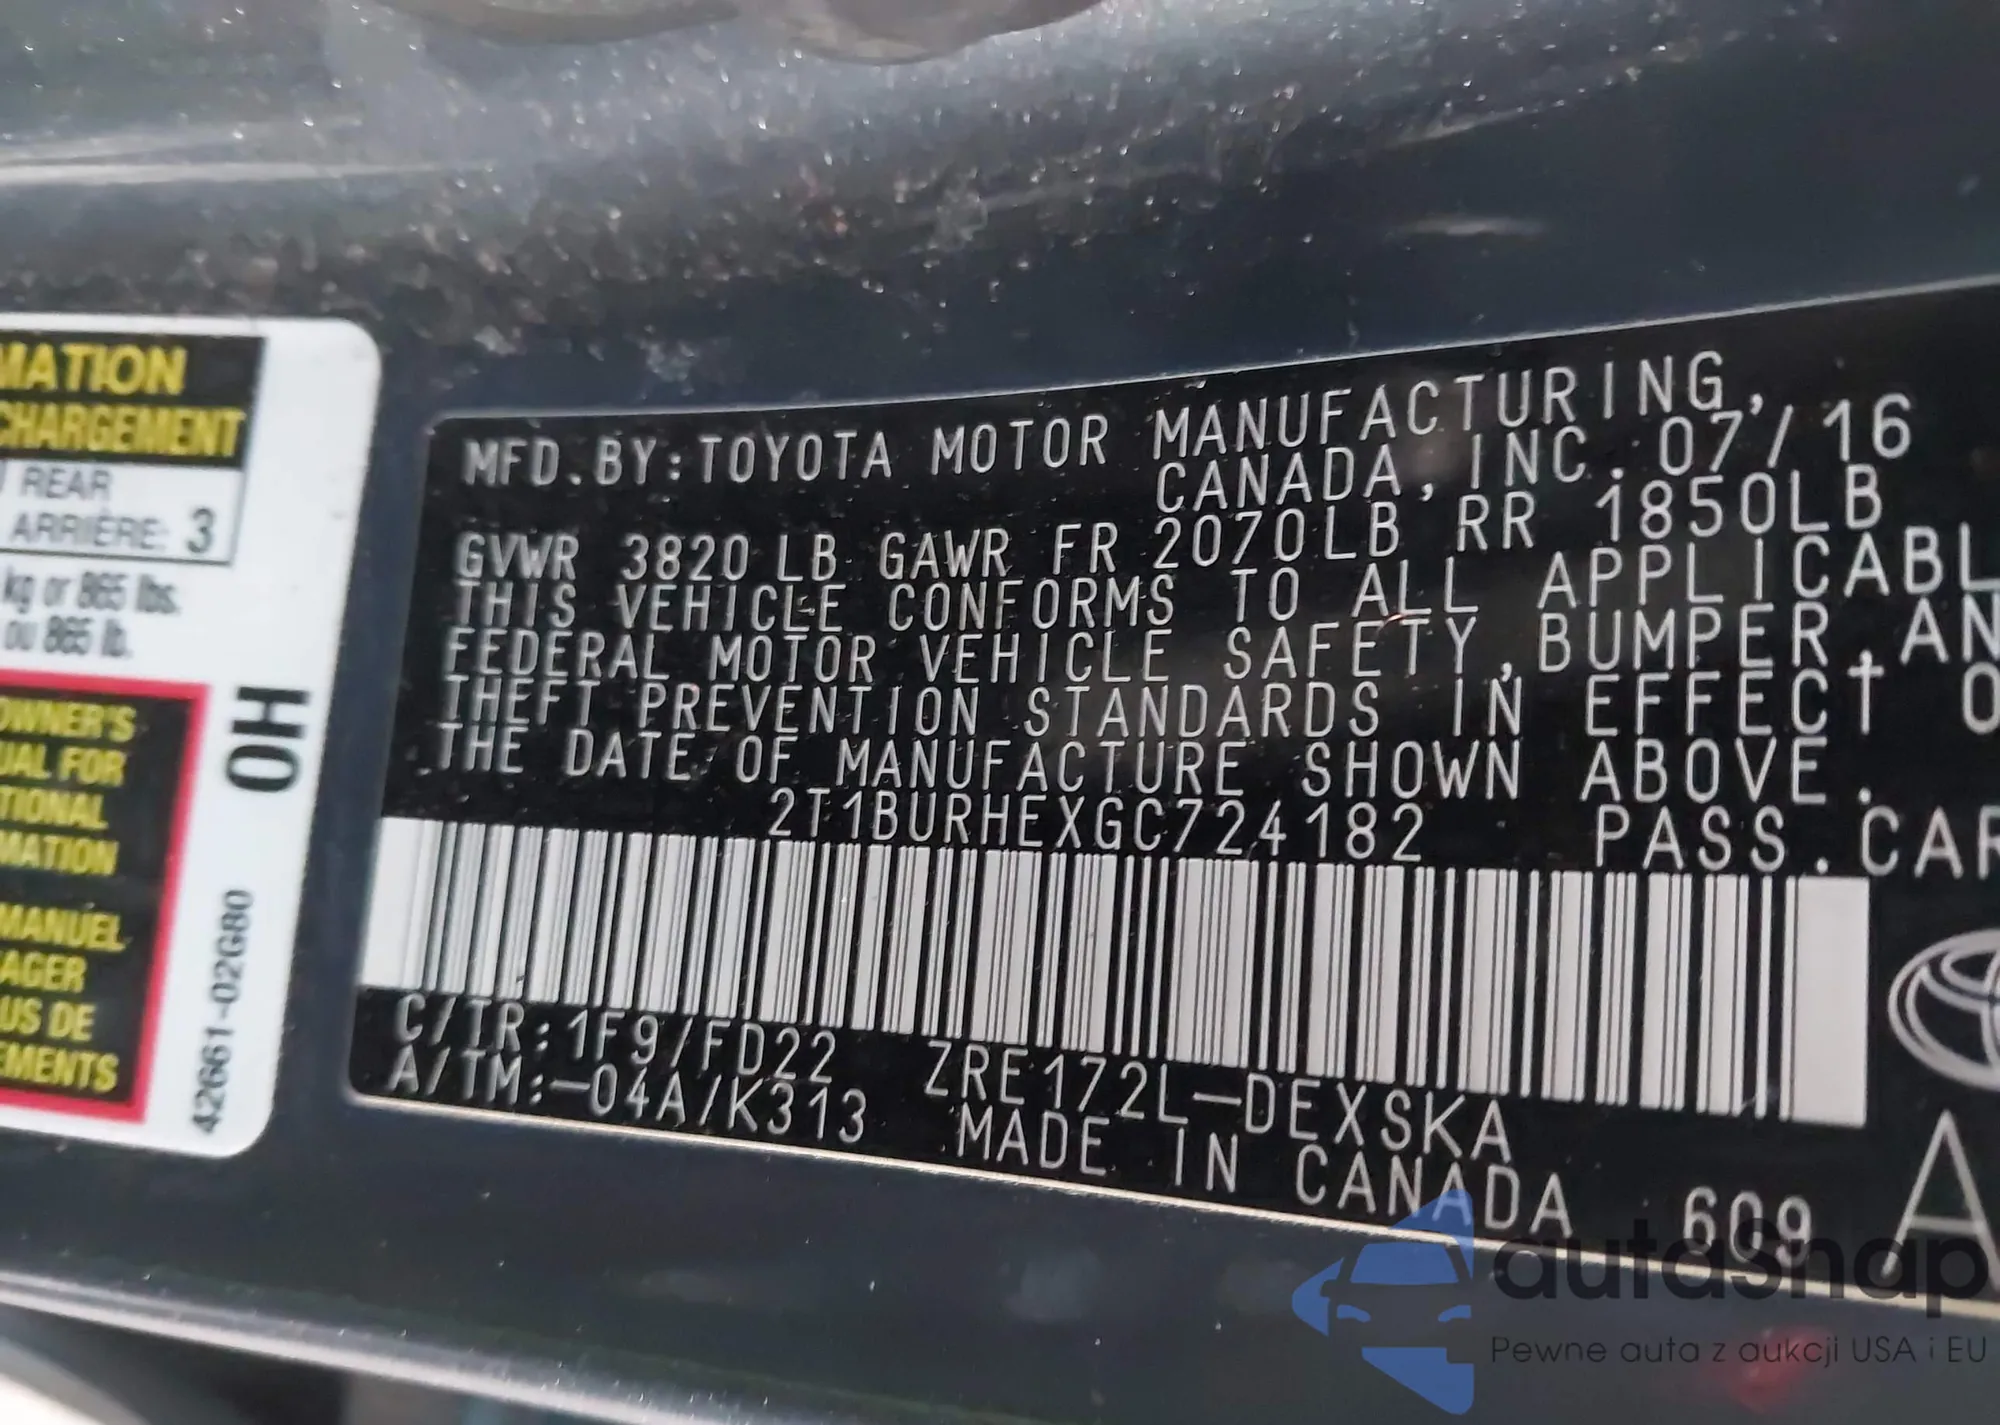 MATION
CHARGEMENT
REAR
ARRIÈRE: 3
kg or 865 lbs.
ou 865 lb.
OWNER'S
UAL FOR
TIONAL
MATION
MANUEL
AGER
US DE
EMENTS
OH
42661-02G80
MFD. BY: TOYOTA MOTOR MANUFACTURING,
CANADA, INC. 07/16
GVWR 3820 LB GAWR FR 2070LB RR 1850LB
THIS VEHICLE CONFORMS TO ALL APPLICABL
FEDERAL MOTOR VEHICLE SAFETY, BUMPER, AN
THEFT PREVENTION STANDARDS IN EFFECT O
THE DATE OF MANUFACTURE SHOWN ABOVE.
2T1BURHEXGC724182 PASS. CAR
C/TR: 1F9/FD22 ZRE172L-DEXSKA
A/TM:-04A/K313 MADE IN CANADA 609 A
autaSnap
Pewne auta z aukcji USA i EU